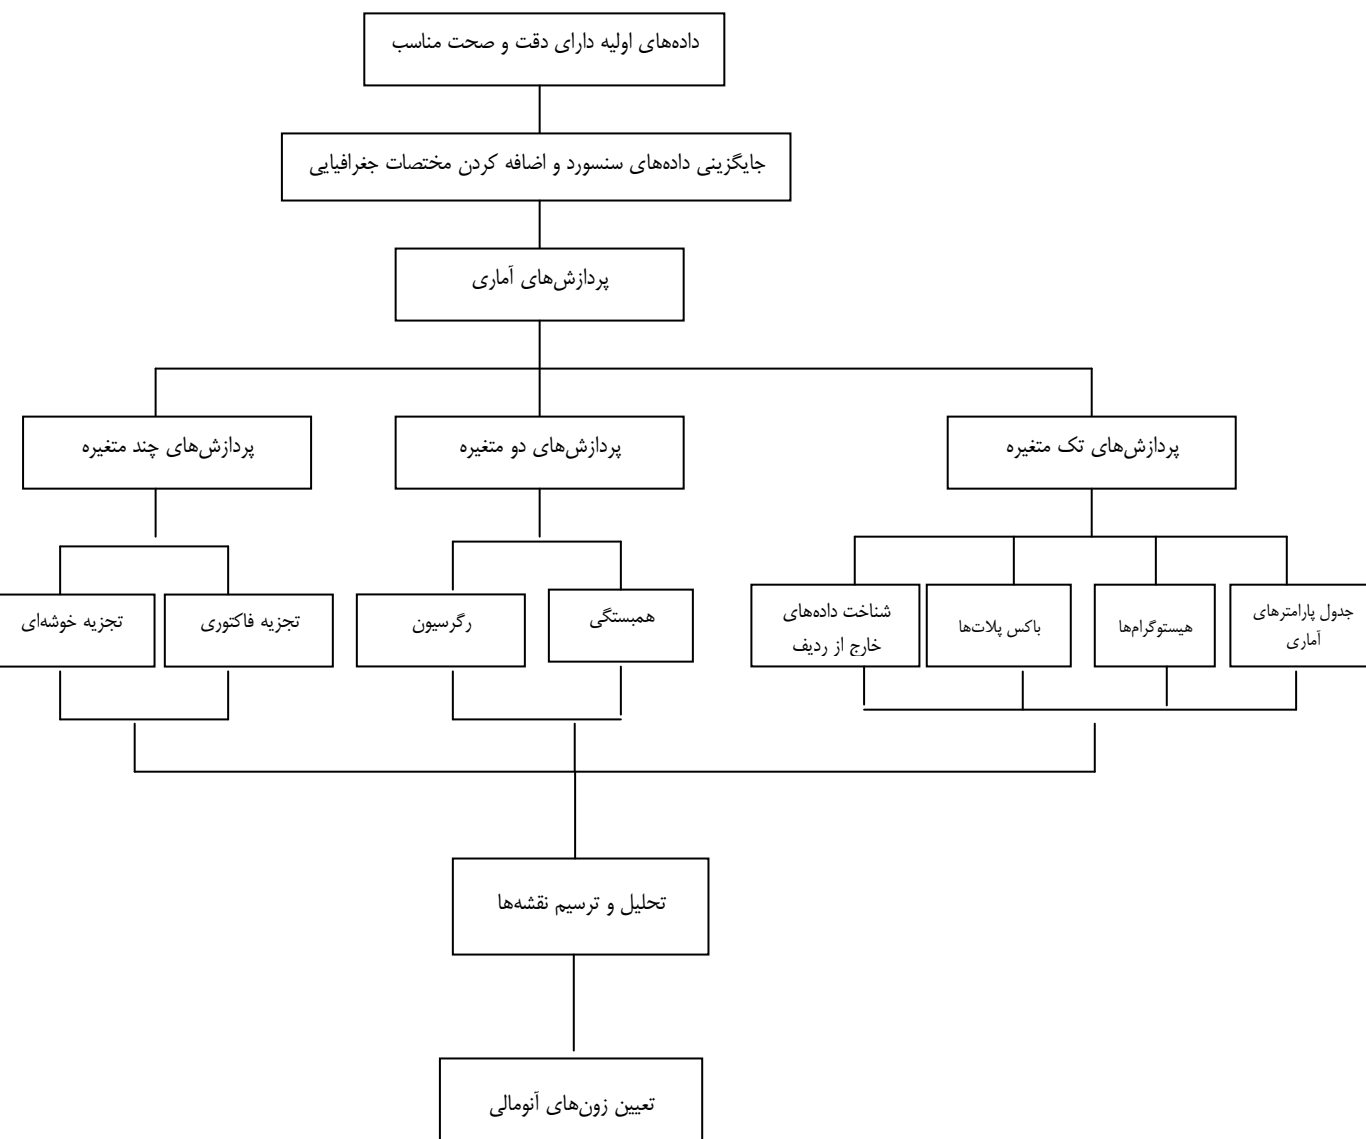 داده‌های اولیه دارای دقت و صحت مناسب
جایگزینی داده‌های سنسورد و اضافه کردن مختصات جغرافیایی
پردازش‌های آماری
پردازش‌های تک متغیره
پردازش‌های دو متغیره
پردازش‌های چند متغیره
جدول پارامترهای
آماری
هیستوگرام‌ها
باکس پلات‌ها
شناخت داده‌های
خارج از ردیف
همبستگی
رگرسیون
تجزیه فاکتوری
تجزیه خوشه‌ای
تحلیل و ترسیم نقشه‌ها
تعیین زون‌های آنومالی